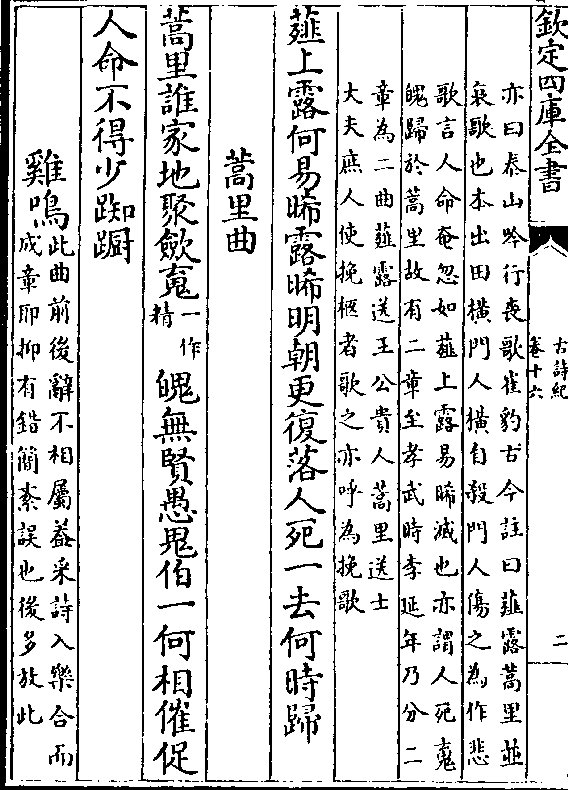 欽定四庫全書
古詩紀
卷十六
二
亦曰泰山吟行喪歌崔豹古今註曰薤露蒿里並
哀歌也本出田橫門人橫自殺門人傷之為作悲
歌言人命奄忽如薤上露易晞滅也亦謂人死䰟
魄歸於蒿里故有二章至孝武時李延年乃分二
章為二曲薤露送王公貴人蒿里送士
大夫庶人使挽柩者歌之亦呼為挽歌
薤上露何易晞露晞明朝更復落人死一去何時歸
蒿里曲
蒿里誰家地聚歛䰟一作精魄無賢愚鬼伯一何相催促
人命不得少踟蹰
雞鳴此曲前後辭不相屬葢采詩入樂合而
成章耶抑有錯簡紊誤也後多放此